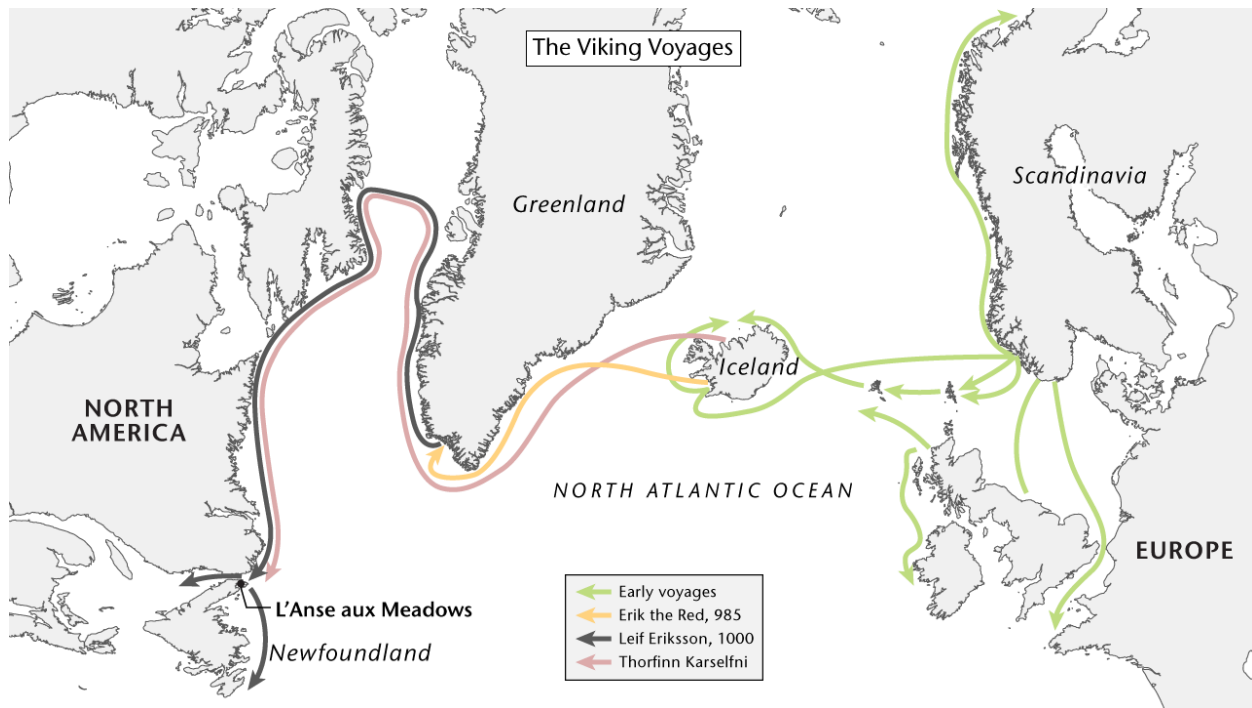 The Viking Voyages
Scandinavia
Greenland
Iceland
NORTH
AMERICA
NORTH ATLANTIC OCEAN
EUROPE
L'Anse aux Meadows
Newfoundland
Early voyages
Erik the Red, 985
Leif Eriksson, 1000
Thorfinn Karselfni